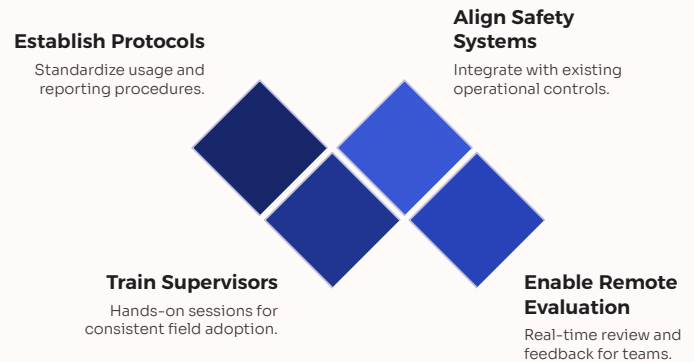 Establish Protocols
Standardize usage and
reporting procedures.
Align Safety
Systems
Integrate with existing
operational controls.
Train Supervisors
Hands-on sessions for
consistent field adoption.
Enable Remote
Evaluation
Real-time review and
feedback for teams.